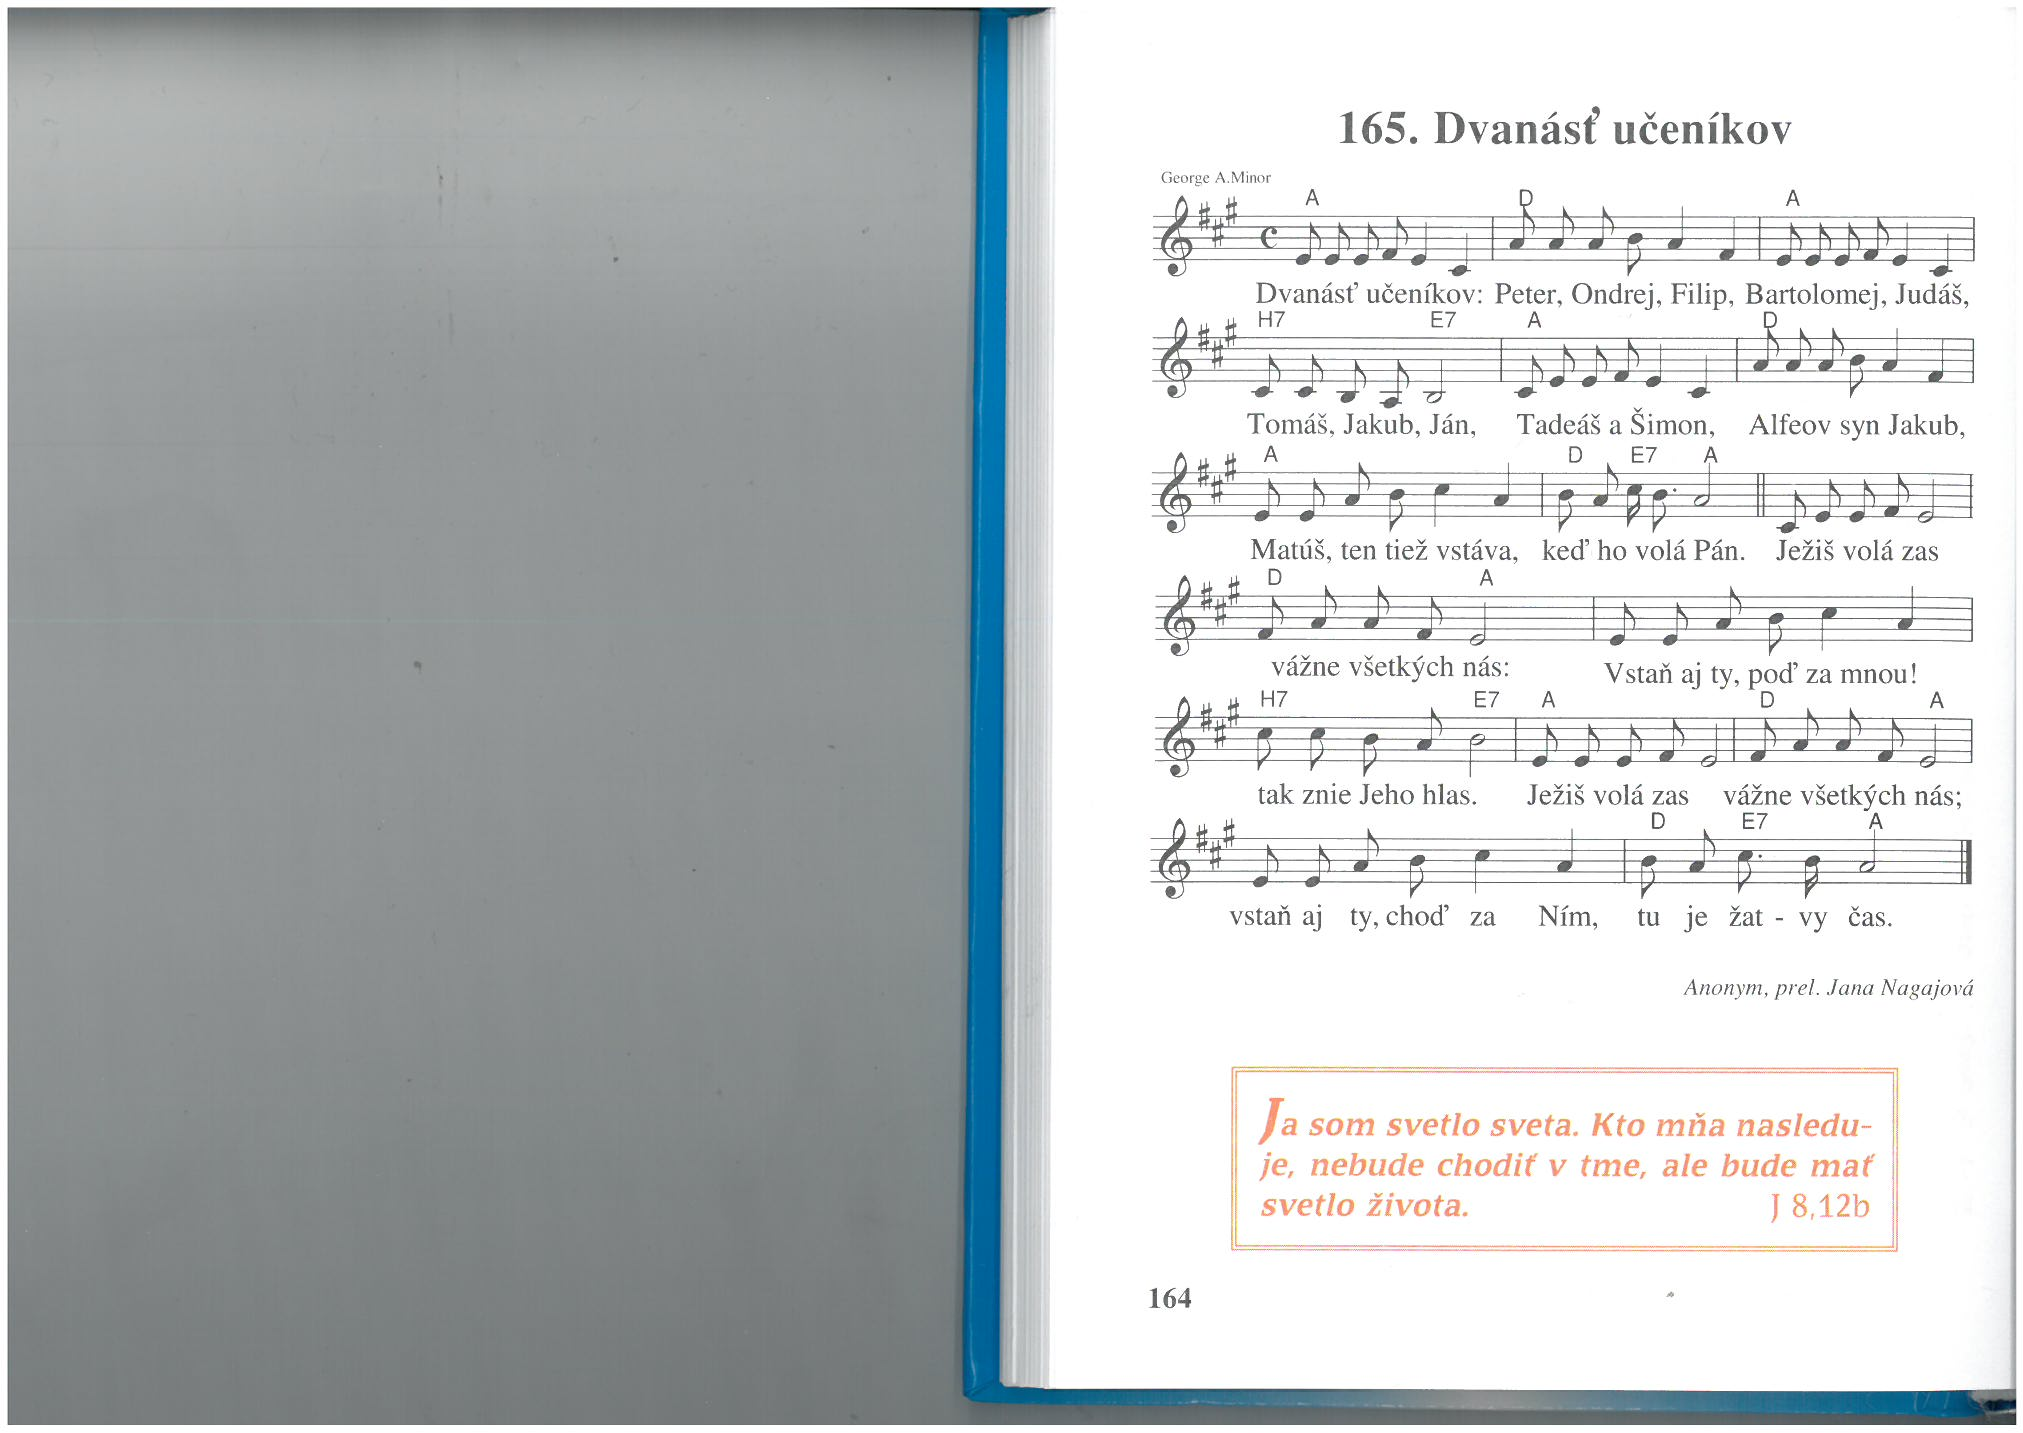 165. Dvanásť učeníkov
George A.Minor
A D A
Dvanásť učeníkov: Peter, Ondrej, Filip, Bartolomej, Judáš,
H7 E7 A D
Tomáš, Jakub, Ján, Tadeáš a Šimon, Alfeov syn Jakub,
A D E7 A
Matúš, ten tiež vstáva, keď ho volá Pán. Ježiš volá zas
D A
vážne všetkých nás: Vstaň aj ty, poď za mnou!
H7 E7 A D A
tak znie Jeho hlas. Ježiš volá zas vážne všetkých nás;
D E7 A
vstaň aj ty, choď za Ním, tu je žat - vy čas.
Anonym, prel. Jana Nagajová
Ja som svetlo sveta. Kto mňa nasledu-
je, nebude chodiť v tme, ale bude mať
svetlo života. J 8,12b
164